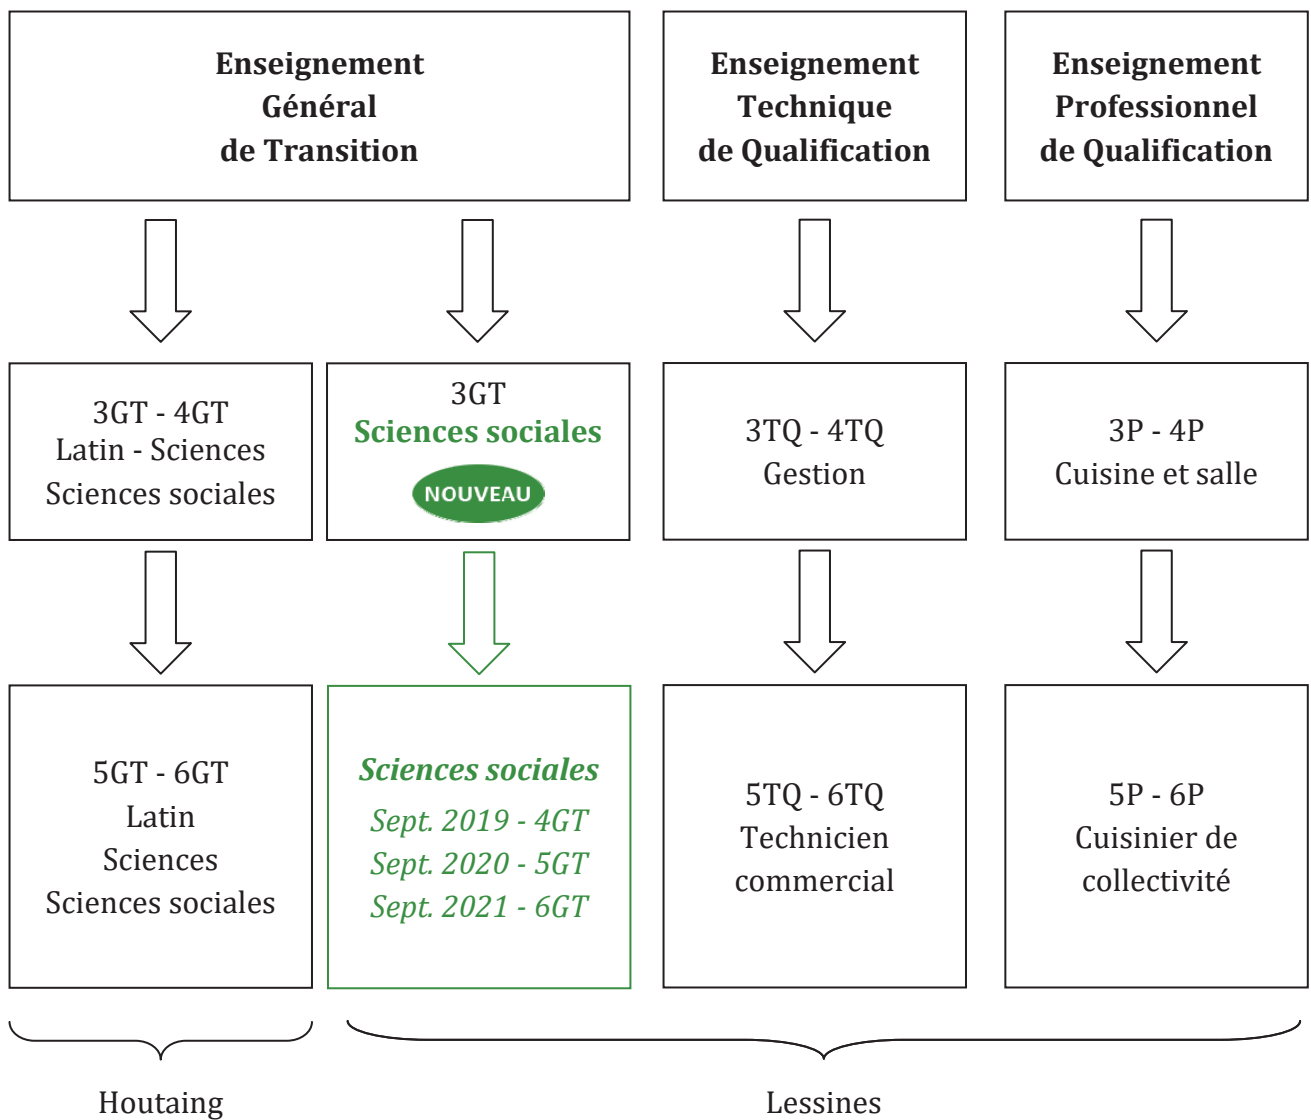 Enseignement
Général
de Transition
Enseignement
Technique
de Qualification
Enseignement
Professionnel
de Qualification
3GT - 4GT
Latin - Sciences
Sciences sociales
3GT
Sciences sociales
NOUVEAU
3TQ - 4TQ
Gestion
3P - 4P
Cuisine et salle
5GT - 6GT
Latin
Sciences
Sciences sociales
Sciences sociales
Sept. 2019 - 4GT
Sept. 2020 - 5GT
Sept. 2021 - 6GT
5TQ - 6TQ
Technicien
commercial
5P - 6P
Cuisinier de
collectivité
Houtaing
Lessines